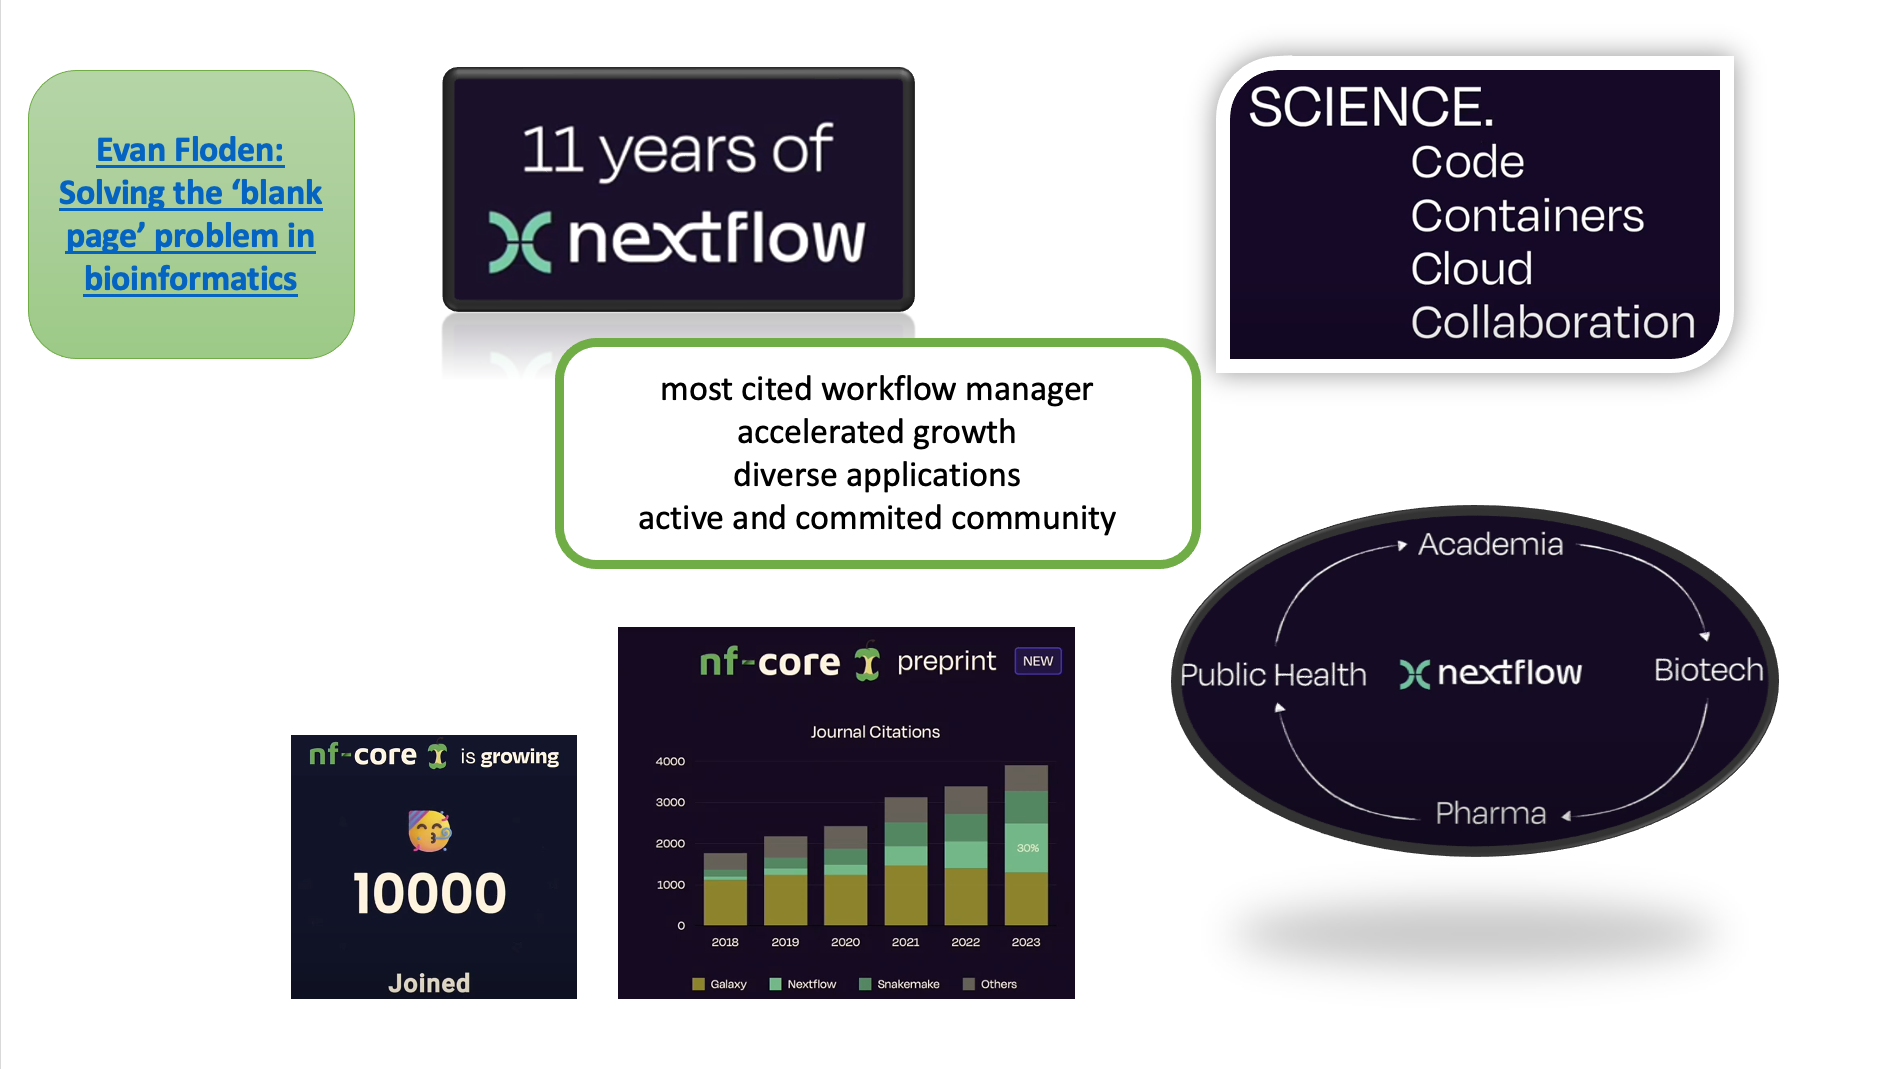 Evan Floden:
Solving the ‘blank
page’ problem in
bioinformatics
11 years of
nextflow
SCIENCE.
Code
Containers
Cloud
Collaboration
most cited workflow manager
accelerated growth
diverse applications
active and commited community
Academia
Public Health
nextflow
Biotech
Pharma
nf-core is growing
10000
Joined
nf-core preprint NEW
Journal Citations
4000
3000
2000
1000
0
30%
2018 2019 2020 2021 2022 2023
Galaxy Nextflow Snakemake Others